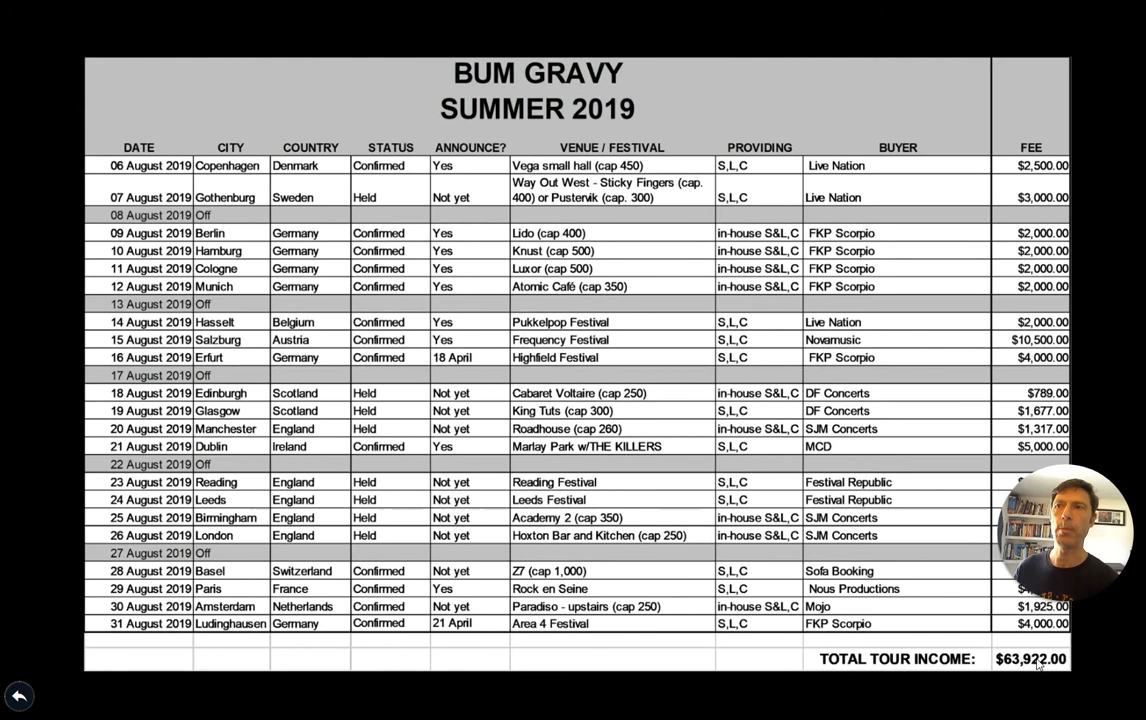 BUM GRAVY
SUMMER 2019
DATE CITY COUNTRY STATUS ANNOUNCE? VENUE / FESTIVAL PROVIDING BUYER FEE
06 August 2019 Copenhagen Denmark Confirmed Yes Vega small hall (cap 450) S,L,C Live Nation $2,500.00
Way Out West - Sticky Fingers (cap.
07 August 2019 Gothenburg Sweden Held Not yet 400) or Pustervik (cap. 300) S,L,C Live Nation $3,000.00
08 August 2019 Off
09 August 2019 Berlin Germany Confirmed Yes Lido (cap 400) in-house S&L,C FKP Scorpio $2,000.00
10 August 2019 Hamburg Germany Confirmed Yes Knust (cap 500) in-house S&L,C FKP Scorpio $2,000.00
11 August 2019 Cologne Germany Confirmed Yes Luxor (cap 500) in-house S&L,C FKP Scorpio $2,000.00
12 August 2019 Munich Germany Confirmed Yes Atomic Café (cap 350) in-house S&L,C FKP Scorpio $2,000.00
13 August 2019 Off
14 August 2019 Hasselt Belgium Confirmed Yes Pukkelpop Festival S,L,C Live Nation $2,000.00
15 August 2019 Salzburg Austria Confirmed Yes Frequency Festival S,L,C Novamusic $10,500.00
16 August 2019 Erfurt Germany Confirmed 18 April Highfield Festival S,L,C FKP Scorpio $4,000.00
17 August 2019 Off
18 August 2019 Edinburgh Scotland Held Not yet Cabaret Voltaire (cap 250) in-house S&L,C DF Concerts $789.00
19 August 2019 Glasgow Scotland Held Not yet King Tuts (cap 300) S,L,C DF Concerts $1,677.00
20 August 2019 Manchester England Held Not yet Roadhouse (cap 260) in-house S&L,C SJM Concerts $1,317.00
21 August 2019 Dublin Ireland Confirmed Yes Marlay Park w/THE KILLERS S,L,C MCD $5,000.00
22 August 2019 Off
23 August 2019 Reading England Held Not yet Reading Festival S,L,C Festival Republic
24 August 2019 Leeds England Held Not yet Leeds Festival S,L,C Festival Republic
25 August 2019 Birmingham England Held Not yet Academy 2 (cap 350) in-house S&L,C SJM Concerts
26 August 2019 London England Held Not yet Hoxton Bar and Kitchen (cap 250) in-house S&L,C SJM Concerts
27 August 2019 Off
28 August 2019 Basel Switzerland Confirmed Not yet Z7 (cap 1,000) S,L,C Sofa Booking
29 August 2019 Paris France Confirmed Yes Rock en Seine S,L,C Nous Productions
30 August 2019 Amsterdam Netherlands Confirmed Not yet Paradiso - upstairs (cap 250) in-house S&L,C Mojo $1,925.00
31 August 2019 Ludinghausen Germany Confirmed 21 April Area 4 Festival S,L,C FKP Scorpio $4,000.00
TOTAL TOUR INCOME: $63,922.00